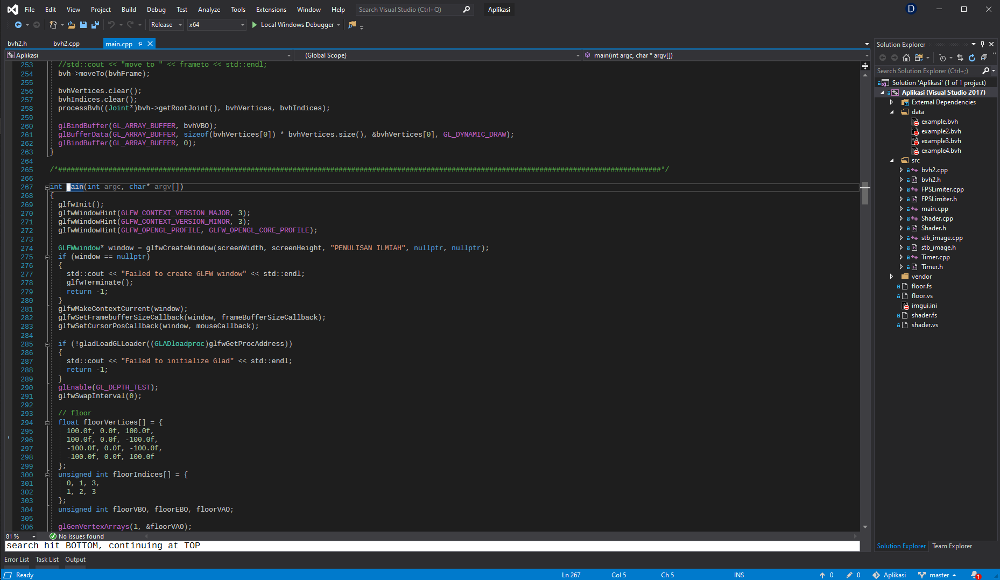 File Edit View Project Build Debug Test Analyze Tools Extensions Window Help Search Visual Studio (Ctrl+Q) Aplikasi D
Release x64 Local Windows Debugger
bvh2.h bvh2.cpp main.cpp
Aplikasi (Global Scope) main(int argc, char * argv[])
253 //std::cout << "move to " << frameto << std::endl;
254 bvh->moveTo(bvhFrame);
255
256 bvhVertices.clear();
257 bvhIndices.clear();
258 processBvh((Joint*)bvh->getRootJoint(), bvhVertices, bvhIndices);
259
260 glBindBuffer(GL_ARRAY_BUFFER, bvhVBO);
261 glBufferData(GL_ARRAY_BUFFER, sizeof(bvhVertices[0]) * bvhVertices.size(), &bvhVertices[0], GL_DYNAMIC_DRAW);
262 glBindBuffer(GL_ARRAY_BUFFER, 0);
263 }
264
265
266
267 int main(int argc, char* argv[])
268 {
269 glfwInit();
270 glfwWindowHint(GLFW_CONTEXT_VERSION_MAJOR, 3);
271 glfwWindowHint(GLFW_CONTEXT_VERSION_MINOR, 3);
272 glfwWindowHint(GLFW_OPENGL_PROFILE, GLFW_OPENGL_CORE_PROFILE);
273
274 GLFWwindow* window = glfwCreateWindow(screenWidth, screenHeight, "PENULISAN ILMIAH", nullptr, nullptr);
275 if (window == nullptr)
276 {
277 std::cout << "Failed to create GLFW window" << std::endl;
278 glfwTerminate();
279 return -1;
280 }
281 glfwMakeContextCurrent(window);
282 glfwSetFramebufferSizeCallback(window, frameBufferSizeCallback);
283 glfwSetCursorPosCallback(window, mouseCallback);
284
285 if (!gladLoadGLLoader((GLADloadproc)glfwGetProcAddress))
286 {
287 std::cout << "Failed to initialize Glad" << std::endl;
288 return -1;
289 }
290 glEnable(GL_DEPTH_TEST);
291 glfwSwapInterval(0);
292
293 // floor
294 float floorVertices[] = {
295 100.0f, 0.0f, 100.0f,
296 100.0f, 0.0f, -100.0f,
297 -100.0f, 0.0f, -100.0f,
298 -100.0f, 0.0f, 100.0f
299 };
300 unsigned int floorIndices[] = {
301 0, 1, 3,
302 1, 2, 3
303 };
304 unsigned int floorVBO, floorEBO, floorVAO;
305
306 glGenVertexArrays(1, &floorVAO);
81 % No issues found
search hit BOTTOM, continuing at TOP
Error List Task List Output
Solution Explorer
Search Solution Explorer (Ctrl+;)
Solution 'Aplikasi' (1 of 1 project)
Aplikasi (Visual Studio 2017)
External Dependencies
data
example.bvh
example2.bvh
example3.bvh
example4.bvh
src
bvh2.cpp
bvh2.h
FPSLimiter.cpp
FPSLimiter.h
main.cpp
Shader.cpp
Shader.h
stb_image.cpp
stb_image.h
Timer.cpp
Timer.h
vendor
floor.fs
floor.vs
imgui.ini
shader.fs
shader.vs
Solution Explorer Team Explorer
Ready Ln 267 Col 5 Ch 5 INS 0 0 Aplikasi master 1